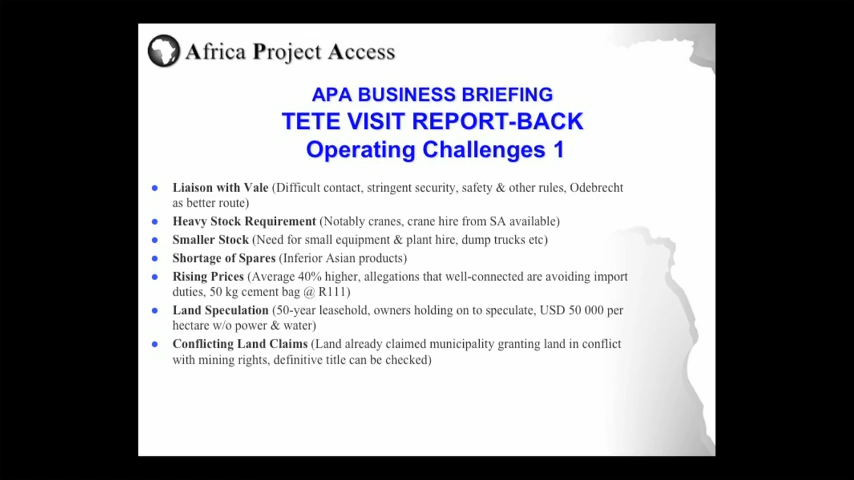 Africa Project Access
APA BUSINESS BRIEFING
TETE VISIT REPORT-BACK
Operating Challenges 1
• Liaison with Vale (Difficult contact, stringent security, safety & other rules, Odebrecht
as better route)
• Heavy Stock Requirement (Notably cranes, crane hire from SA available)
• Smaller Stock (Need for small equipment & plant hire, dump trucks etc)
• Shortage of Spares (Inferior Asian products)
• Rising Prices (Average 40% higher, allegations that well-connected are avoiding import
duties, 50 kg cement bag @ R111)
• Land Speculation (50-year leasehold, owners holding on to speculate, USD 50 000 per
hectare w/o power & water)
• Conflicting Land Claims (Land already claimed municipality granting land in conflict
with mining rights, definitive title can be checked)